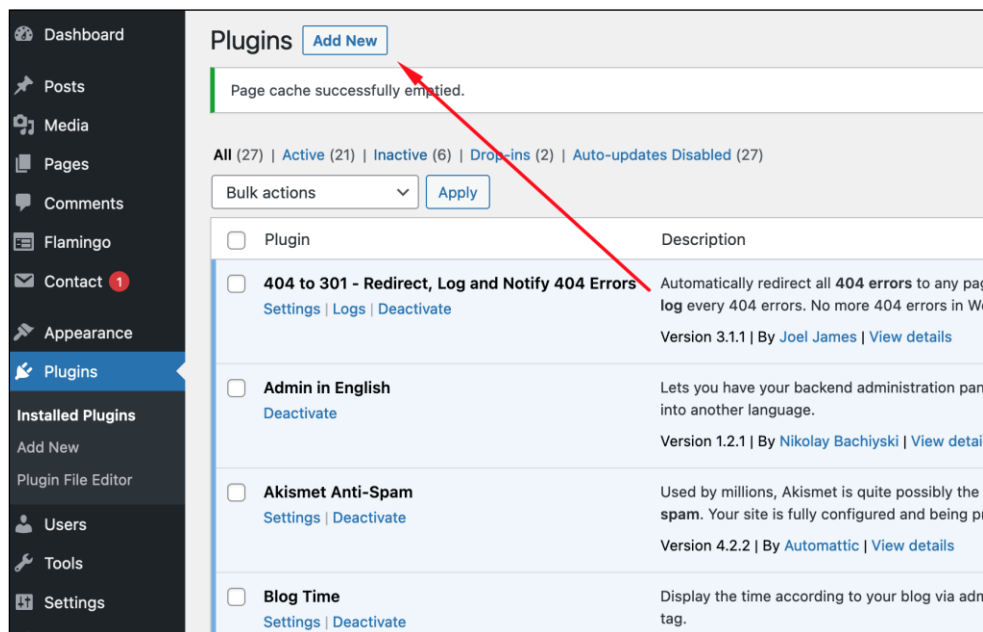 Dashboard
Posts
Media
Pages
Comments
Flamingo
Contact 1
Appearance
Plugins
Installed Plugins
Add New
Plugin File Editor
Users
Tools
Settings
Plugins Add New
Page cache successfully emptied.
All (27) | Active (21) | Inactive (6) | Drop-ins (2) | Auto-updates Disabled (27)
Bulk actions Apply
Plugin Description
404 to 301 - Redirect, Log and Notify 404 Errors
Settings | Logs | Deactivate
Automatically redirect all 404 errors to any
log every 404 errors. No more 404 errors in
Version 3.1.1 | By Joel James | View details
Admin in English
Deactivate
Lets you have your backend administration
into another language.
Version 1.2.1 | By Nikolay Bachiyski | View
Akismet Anti-Spam
Settings | Deactivate
Used by millions, Akismet is quite possibly the
spam. Your site is fully configured and being
Version 4.2.2 | By Automattic | View details
Blog Time
Settings | Deactivate
Display the time according to your blog via
tag.